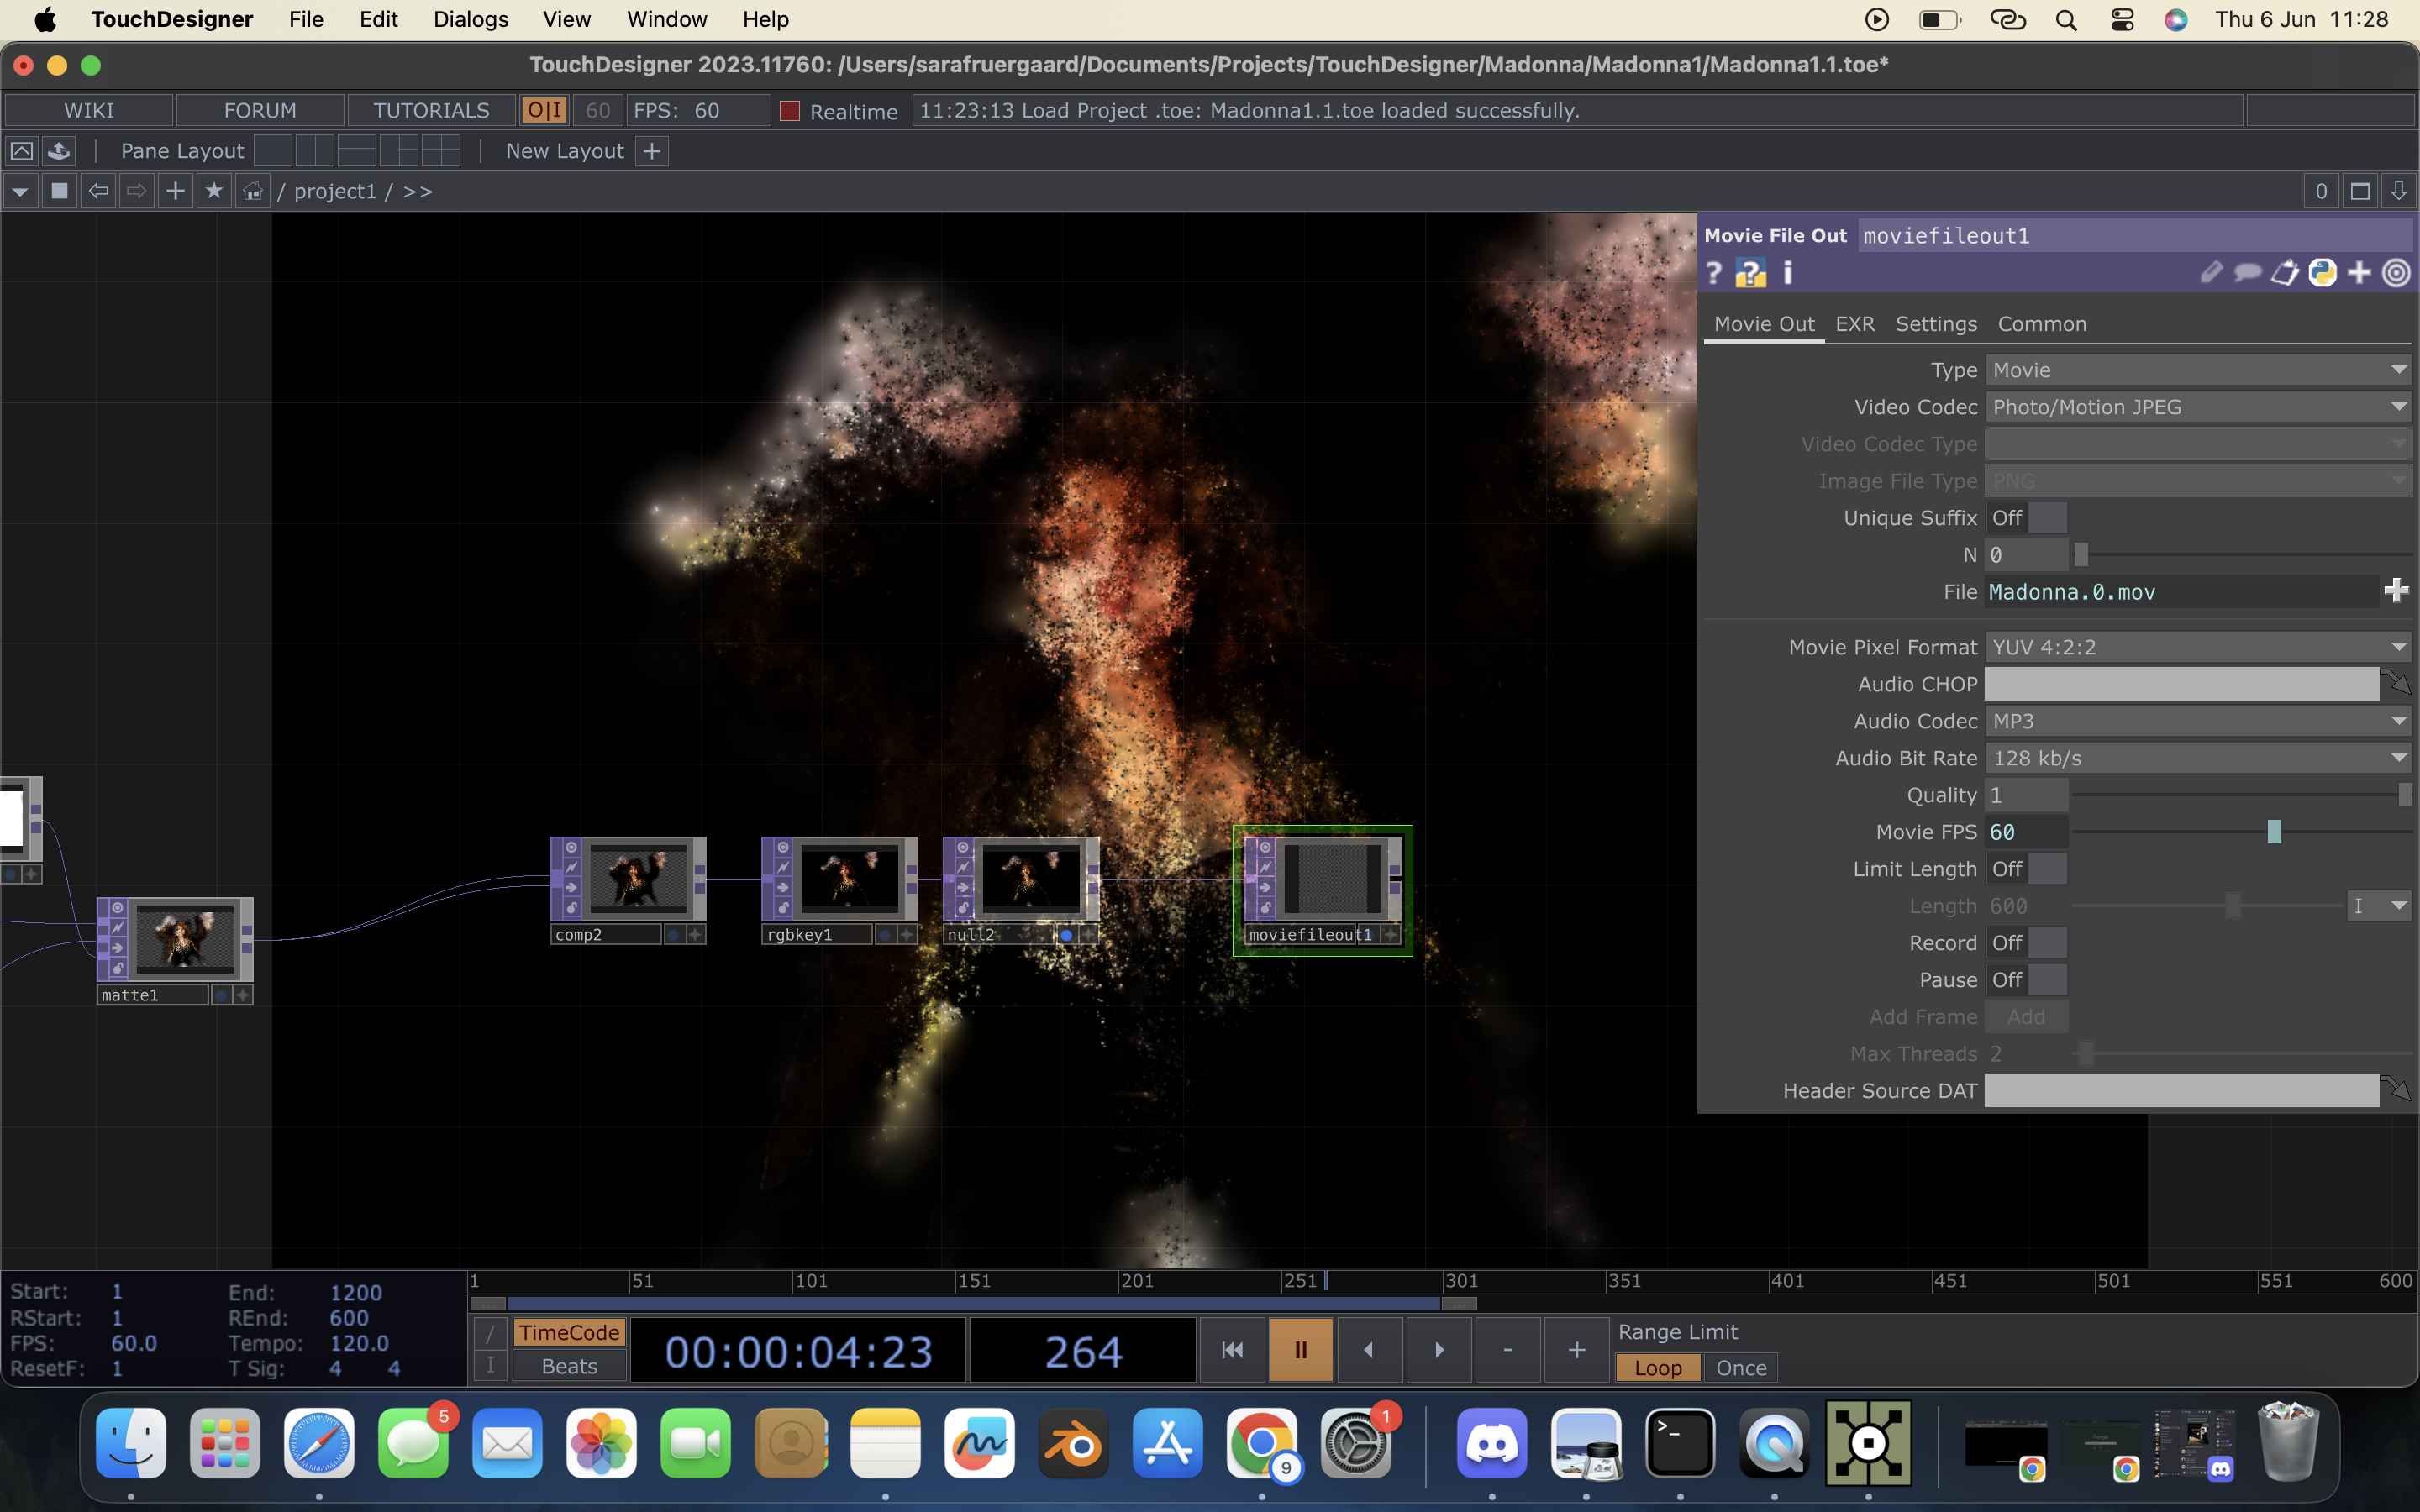 TouchDesigner File Edit Dialogs View Window Help Thu 6 Jun 11:28
TouchDesigner 2023.11760: /Users/sarafruergaard/Documents/Projects/TouchDesigner/Madonna/Madonna1/Madonna1.1.toe*
WIKI FORUM TUTORIALS O|I 60 FPS: 60 Realtime 11:23:13 Load Project .toe: Madonna1.1.toe loaded successfully.
Pane Layout New Layout +
/ project1 / >> 0
Movie File Out moviefileout1
? ? i
Movie Out EXR Settings Common
Type Movie
Video Codec Photo/Motion JPEG
Video Codec Type
Image File Type PNG
Unique Suffix Off
N 0
File Madonna.0.mov
Movie Pixel Format YUV 4:2:2
Audio CHOP
Audio Codec MP3
Audio Bit Rate 128 kb/s
Quality 1
Movie FPS 60
Limit Length Off
Length 600 I
Record Off
Pause Off
Add Frame Add
Max Threads 2
Header Source DAT
comp2 rgbkey1 null2 moviefileout1
matte1
1 51 101 151 201 251 301 351 401 451 501 551 600
Start: 1 End: 1200
RStart: 1 REnd: 600
FPS: 60.0 Tempo: 120.0
ResetF: 1 T Sig: 4 4
/ TimeCode
I Beats
00:00:04:23 264
- +
Range Limit
Loop Once
5 9 1